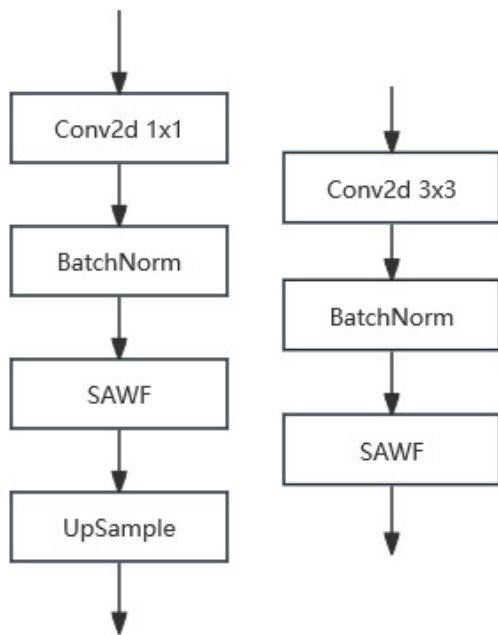 Conv2d 1x1
BatchNorm
SAWF
UpSample
Conv2d 3x3
BatchNorm
SAWF